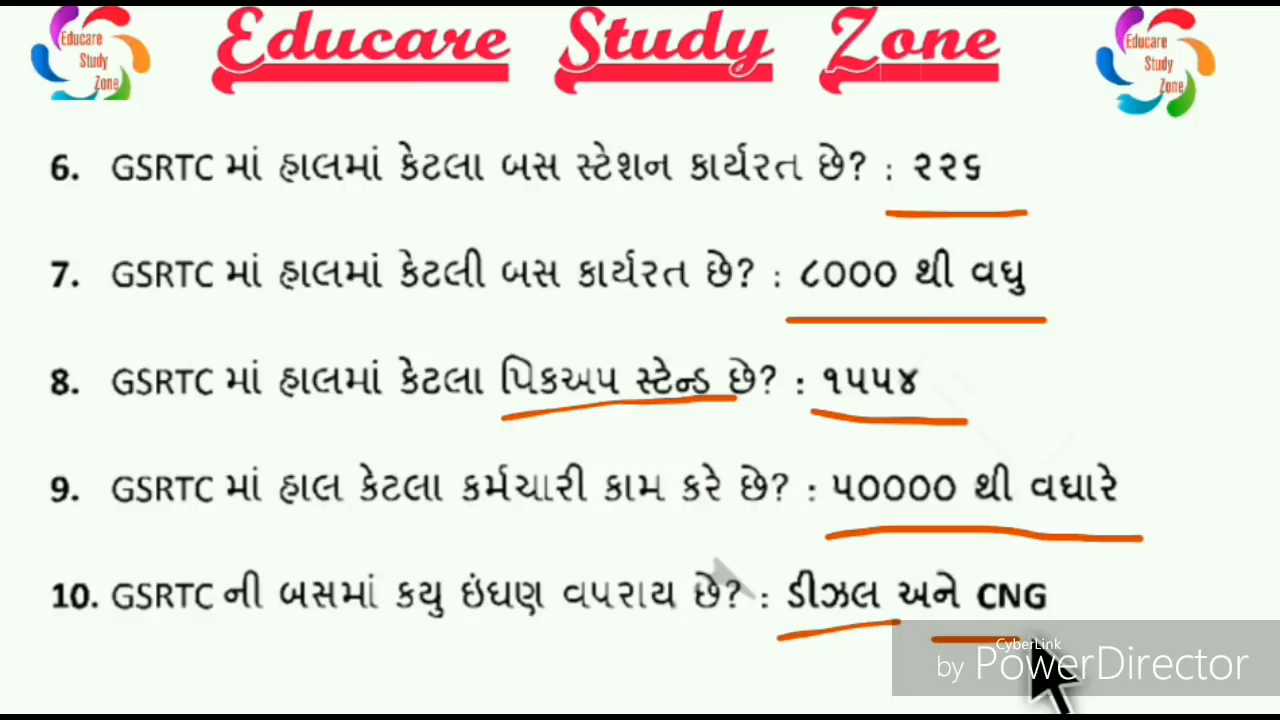 Educare Study Zone Educare Study Zone Educare Study Zone
6. GSRTC માં હાલમાં કેટલા બસ સ્ટેશન કાર્યરત છે? : ૨૨૬
7. GSRTC માં હાલમાં કેટલી બસ કાર્યરત છે? : ૮૦૦૦ થી વધુ
8. GSRTC માં હાલમાં કેટલા પિકઅપ સ્ટેન્ડ છે? : ૧૫૫૪
9. GSRTC માં હાલ કેટલા કર્મચારી કામ કરે છે? : ૫૦૦૦૦ થી વધારે
10. GSRTC ની બસમાં કયુ ઇંધણ વપરાય છે? : ડીઝલ અને CNG
CyberLink
by PowerDirector